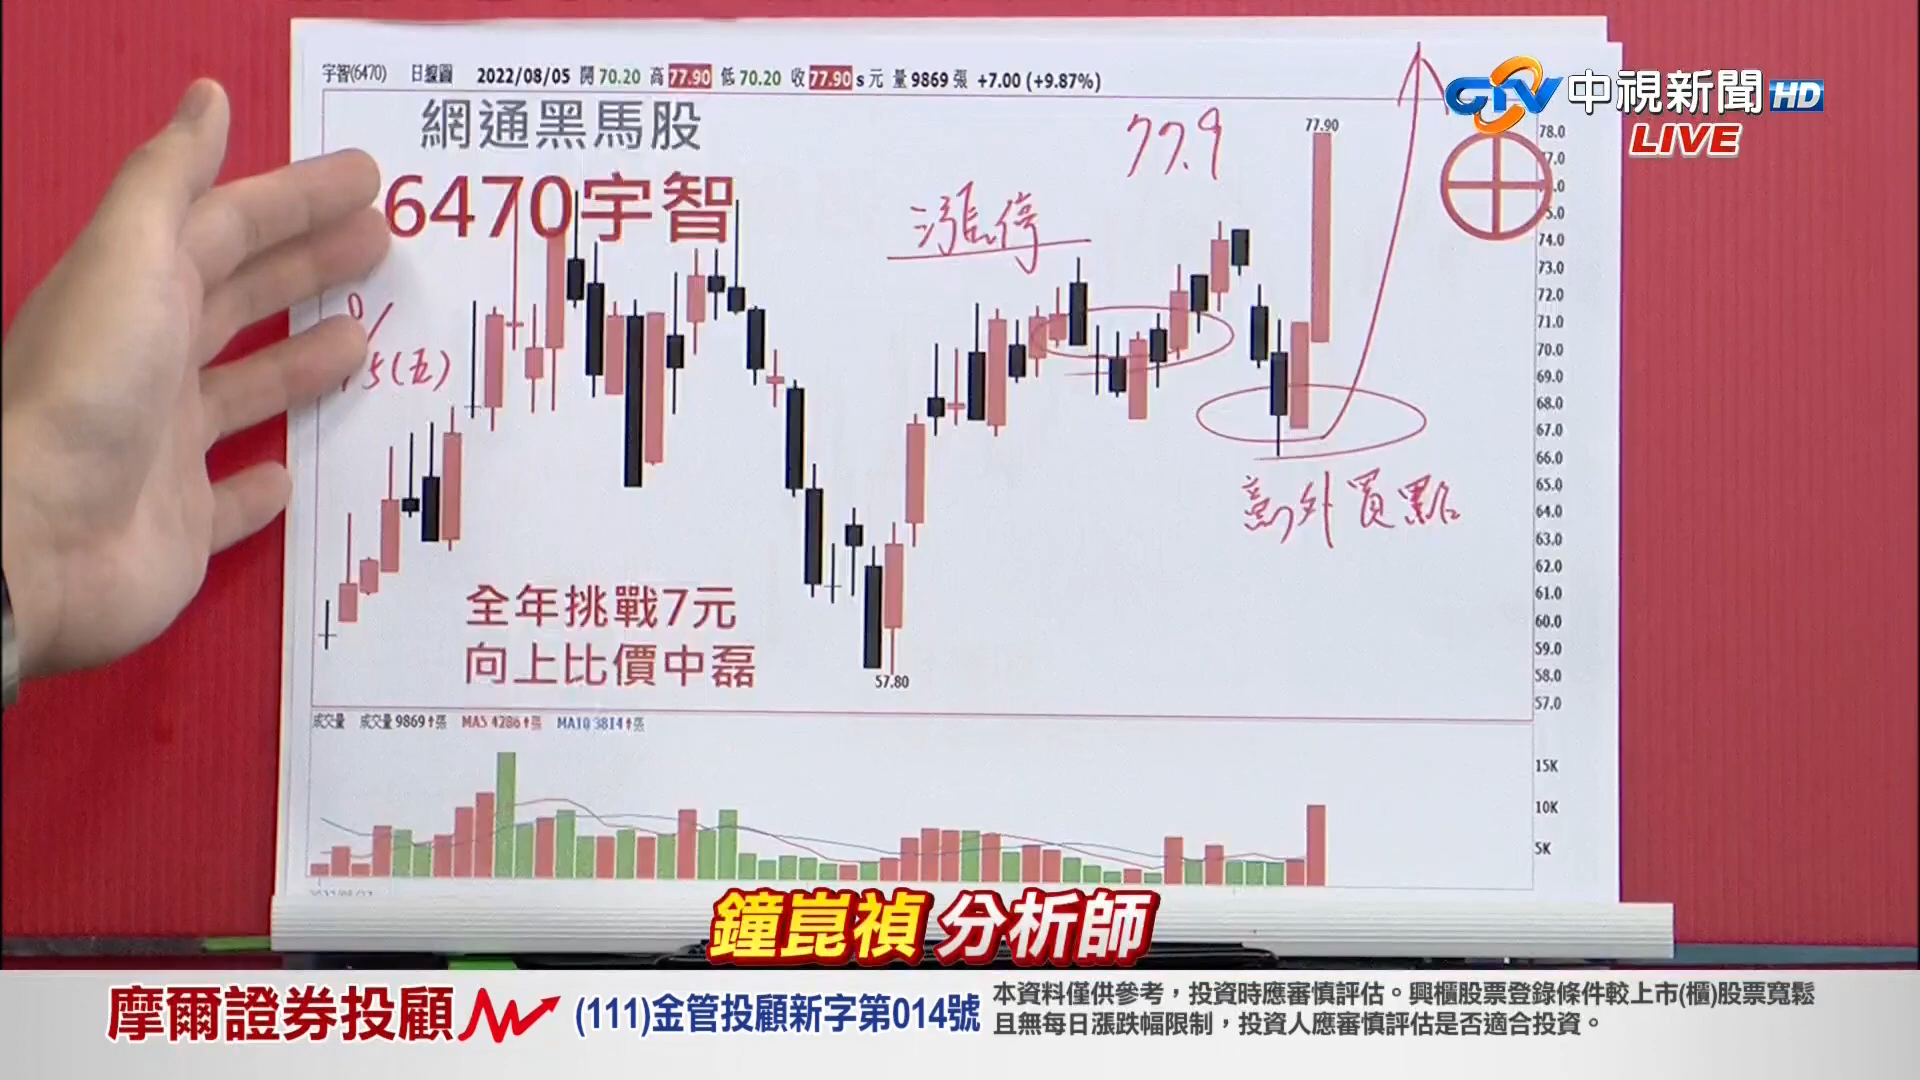 宇智(6470) 日線圖 2022/08/05 開 70.20 高 77.90 低 70.20 收 77.90 s 元 量 9869 張 +7.00 (+9.87%)
網通黑馬股
6470宇智
77.9
77.90
漲停
5(五)
意外買點
全年挑戰7元
向上比價中磊
57.80
78.0
77.0
74.0
73.0
72.0
71.0
70.0
69.0
68.0
67.0
66.0
65.0
64.0
63.0
62.0
61.0
60.0
59.0
58.0
57.0
成交量 成交量 9869↑張 MA5 4286↑張 MA10 3814↑張
15K
10K
5K
CTV 中視新聞 HD
LIVE
鐘崑禎 分析師
摩爾證券投顧 (111)金管投顧新字第014號
本資料僅供參考，投資時應審慎評估。興櫃股票登錄條件較上市(櫃)股票寬鬆
且無每日漲跌幅限制，投資人應審慎評估是否適合投資。